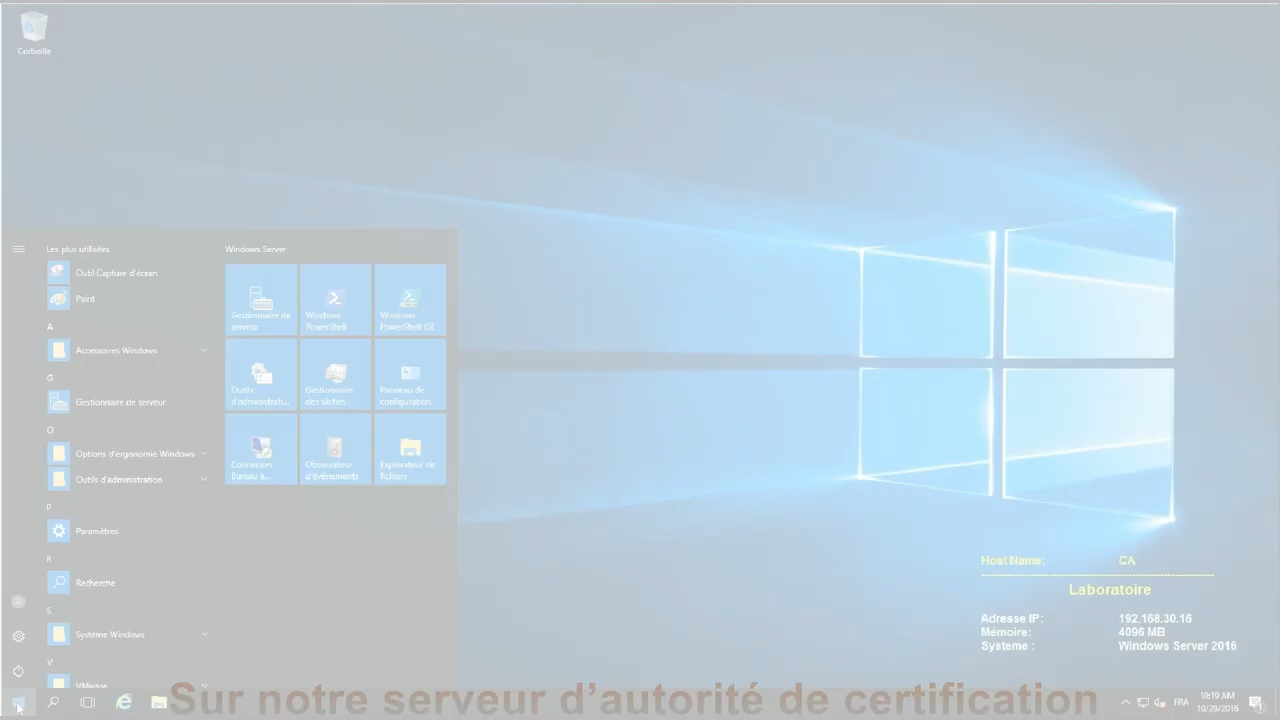 Corbeille
Les plus utilisées
Windows Server
Outil Capture d'écran
Paint
Gestionnaire de serveur
Windows PowerShell
Windows PowerShell ISE
A
Accessoires Windows
Outils d'administrati...
Gestionnaire des tâches
Panneau de configuration
G
Gestionnaire de serveur
O
Options d'ergonomie Windows
Connexion Bureau à...
Observateur d'événements
Explorateur de fichiers
Outils d'administration
P
Paramètres
R
Recherche
S
Système Windows
V
VMware
Host Name: CA
Laboratoire
Adresse IP: 192.168.30.16
Mémoire: 4096 MB
Systeme : Windows Server 2016
Sur notre serveur d'autorité de certification
FRA
10:19 AM
10/29/2016